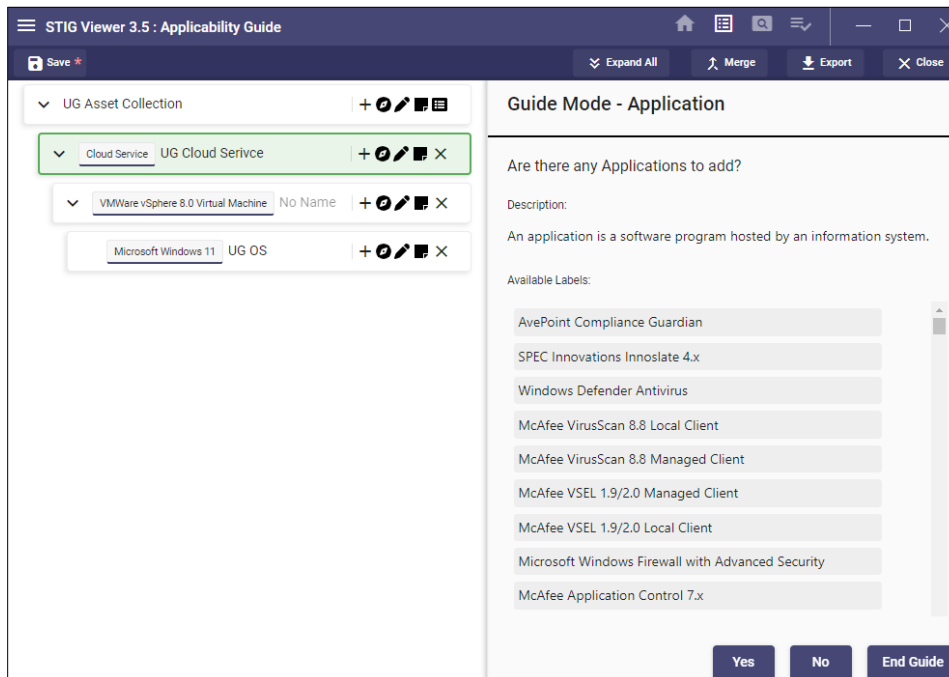 STIG Viewer 3.5 : Applicability Guide
Save *
Expand All
Merge
Export
Close
UG Asset Collection
Cloud Service UG Cloud Serivce
VMWare vSphere 8.0 Virtual Machine No Name
Microsoft Windows 11 UG OS
Guide Mode - Application
Are there any Applications to add?
Description:
An application is a software program hosted by an information system.
Available Labels:
AvePoint Compliance Guardian
SPEC Innovations Innoslate 4.x
Windows Defender Antivirus
McAfee VirusScan 8.8 Local Client
McAfee VirusScan 8.8 Managed Client
McAfee VSEL 1.9/2.0 Managed Client
McAfee VSEL 1.9/2.0 Local Client
Microsoft Windows Firewall with Advanced Security
McAfee Application Control 7.x
Yes
No
End Guide